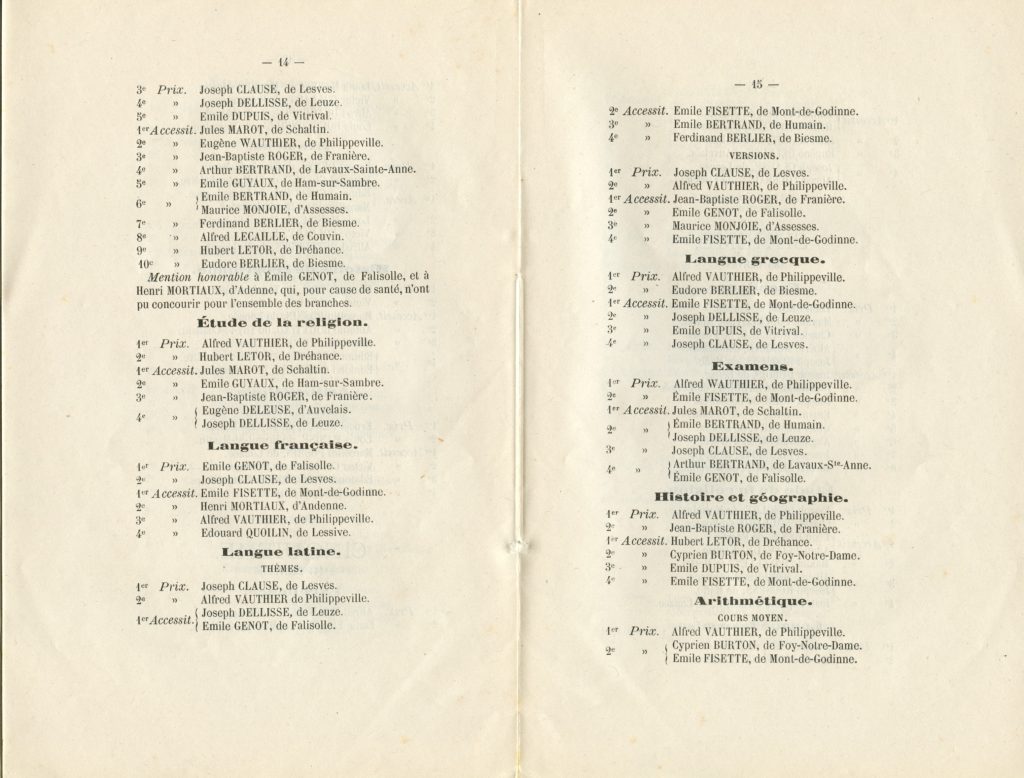 — 14 —
3e Prix. Joseph CLAUSE, de Lesves.
4e » Joseph DELLISSE, de Leuze.
5e » Emile DUPUIS, de Vitrival.
1er Accessit. Jules MAROT, de Schaltin.
2e » Eugène WAUTHIER, de Philippeville.
3e » Jean-Baptiste ROGER, de Franière.
4e » Arthur BERTRAND, de Lavaux-Sainte-Anne.
5e » Emile GUYAUX, de Ham-sur-Sambre.
6e » { Emile BERTRAND, de Humain.
Maurice MONJOIE, d'Assesses.
7e » Ferdinand BERLIER, de Biesme.
8e » Alfred LECAILLE, de Couvin.
9e » Hubert LETOR, de Dréhance.
10e » Eudore BERLIER, de Biesme.
Mention honorable à Émile GENOT, de Falisolle, et à
Henri MORTIAUX, d'Adenne, qui, pour cause de santé, n'ont
pu concourir pour l'ensemble des branches.
Étude de la religion.
1er Prix. Alfred VAUTHIER, de Philippeville.
2e » Hubert LETOR, de Dréhance.
1er Accessit. Jules MAROT, de Schaltin.
2e » Emile GUYAUX, de Ham-sur-Sambre.
3e » Jean-Baptiste ROGER, de Franière.
4e » { Eugène DELEUSE, d'Auvelais.
Joseph DELLISSE, de Leuze.
Langue française.
1er Prix. Emile GENOT, de Falisolle.
2e » Joseph CLAUSE, de Lesves.
1er Accessit. Emile FISETTE, de Mont-de-Godinne.
2e » Henri MORTIAUX, d'Andenne.
3e » Alfred VAUTHIER, de Philippeville.
4e » Edouard QUOILIN, de Lessive.
Langue latine.
THÈMES.
1er Prix. Joseph CLAUSE, de Lesves.
2e » Alfred VAUTHIER de Philippeville.
1er Accessit. { Joseph DELLISSE, de Leuze.
Emile GENOT, de Falisolle.
— 15 —
2e Accessit. Emile FISETTE, de Mont-de-Godinne.
3e » Emile BERTRAND, de Humain.
4e » Ferdinand BERLIER, de Biesme.
VERSIONS.
1er Prix. Joseph CLAUSE, de Lesves.
2e » Alfred VAUTHIER, de Philippeville.
1er Accessit. Jean-Baptiste ROGER, de Franière.
2e » Emile GENOT, de Falisolle.
3e » Maurice MONJOIE, d'Assesses.
4e » Emile FISETTE, de Mont-de-Godinne.
Langue grecque.
1er Prix. Alfred VAUTHIER, de Philippeville.
2e » Eudore BERLIER, de Biesme.
1er Accessit. Emile FISETTE, de Mont-de-Godinne.
2e » Joseph DELLISSE, de Leuze.
3e » Emile DUPUIS, de Vitrival.
4e » Joseph CLAUSE, de Lesves.
Examens.
1er Prix. Alfred WAUTHIER, de Philippeville.
2e » Émile FISETTE, de Mont-de-Godinne.
1er Accessit. Jules MAROT, de Schaltin.
2e » { Emile BERTRAND, de Humain.
Joseph DELLISSE, de Leuze.
3e » Joseph CLAUSE, de Lesves.
4e » { Arthur BERTRAND, de Lavaux-Ste-Anne.
Émile GENOT, de Falisolle.
Histoire et géographie.
1er Prix. Alfred VAUTHIER, de Philippeville.
2e » Jean-Baptiste ROGER, de Franière.
1er Accessit. Hubert LETOR, de Dréhance.
2e » Cyprien BURTON, de Foy-Notre-Dame.
3e » Emile DUPUIS, de Vitrival.
4e » Emile FISETTE, de Mont-de-Godinne.
Arithmétique.
COURS MOYEN.
1er Prix. Alfred VAUTHIER, de Philippeville.
2e » { Cyprien BURTON, de Foy-Notre-Dame.
Emile FISETTE, de Mont-de-Godinne.